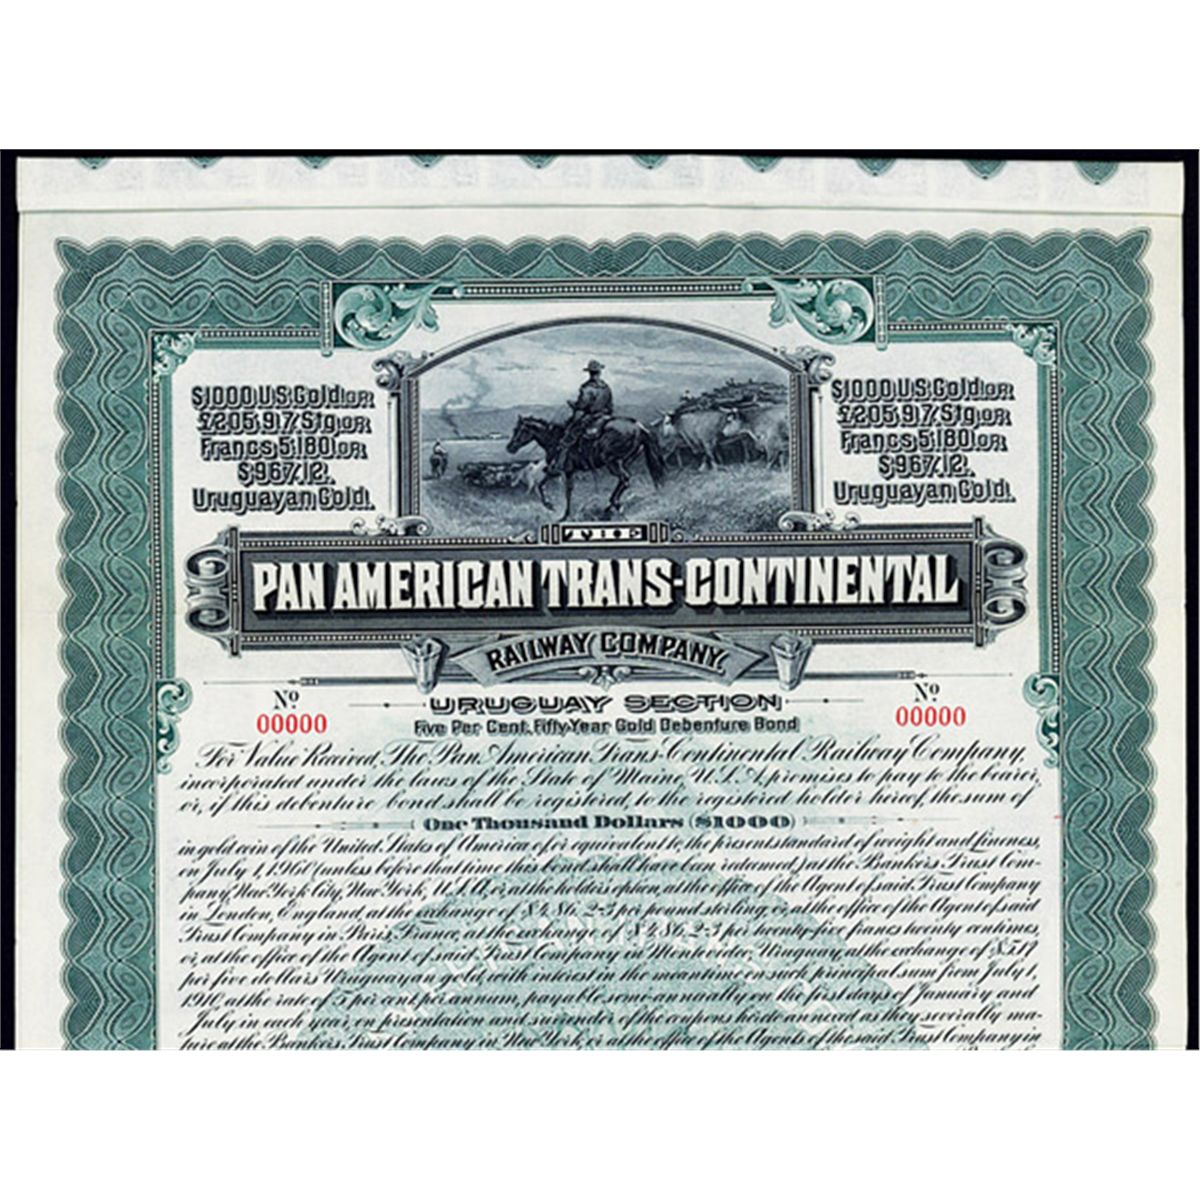 $1000 U.S. Gold OR
£205.9.7. Stg. OR
Francs 5.180 OR
$967.12.
Uruguayan Gold.
$1000 U.S. Gold OR
£205.9.7. Stg. OR
Francs 5.180 OR
$967.12.
Uruguayan Gold.
THE
PAN AMERICAN TRANS-CONTINENTAL
RAILWAY COMPANY.
No 00000
No 00000
URUGUAY SECTION
Five Per Cent. Fifty-Year Gold Debenture Bond
For Value Received, The Pan American Trans-Continental Railway Company,
incorporated under the laws of the State of Maine, U.S.A., promises to pay to the bearer,
or, if this debenture bond shall be registered, to the registered holder hereof, the sum of
One Thousand Dollars ($1000)
in gold coin of the United States of America of or equivalent to, the present standard of weight and fineness,
on July 1, 1960 (unless before that time this bond shall have been redeemed) at the Bankers Trust Com-
pany, New York City, New York, U.S.A., or, at the holders option, at the office of the Agent of said Trust Company
in London, England, at the exchange of $4.86.2-3 per pound sterling, or, at the office of the Agent of said
Trust Company in Paris, France, at the exchange of $4.86.2-3 per twenty-five francs twenty centimes,
or, at the office of the Agent of said Trust Company in Montevideo, Uruguay, at the exchange of $5.17
per five dollars Uruguayan gold, with interest in the meantime on such principal sum from July 1,
1910, at the rate of 5 per cent. per annum, payable semi-annually on the first days of January and
July in each year, on presentation and surrender of the coupons hereto annexed as they severally ma-
ture at the Bankers Trust Company in New York, or at the office of the Agents of the said Trust Company in